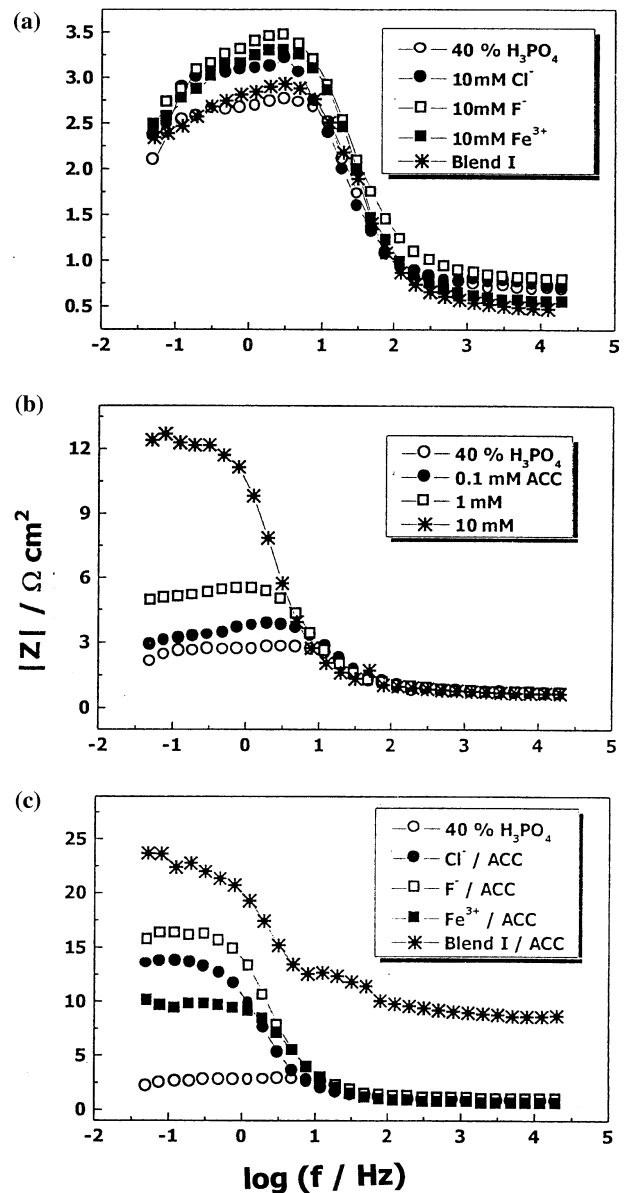 (a)
3.5
3.0
2.5
2.0
1.5
1.0
0.5
40 % H₃PO₄
10mM Cl⁻
10mM F⁻
10mM Fe³⁺
Blend I
-2 -1 0 1 2 3 4 5
(b)
12
9
6
3
0
40 % H₃PO₄
0.1 mM ACC
1 mM
10 mM
-2 -1 0 1 2 3 4 5
|Z| / Ω cm²
(c)
25
20
15
10
5
0
40 % H₃PO₄
Cl⁻ / ACC
F⁻ / ACC
Fe³⁺ / ACC
Blend I / ACC
-2 -1 0 1 2 3 4 5
log (f / Hz)